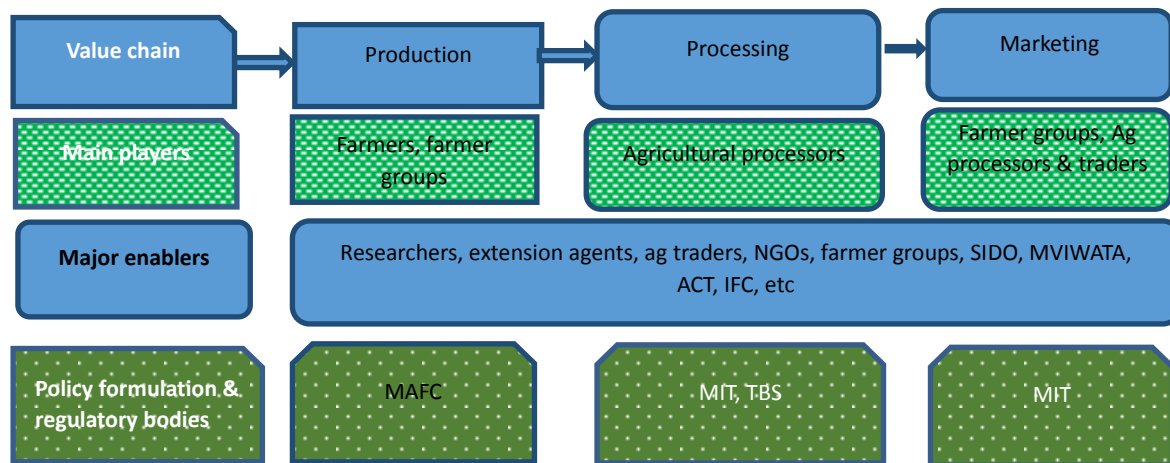 Value chain
Production
Processing
Marketing
Main players
Farmers, farmer
groups
Agricultural processors
Farmer groups, Ag
processors & traders
Major enablers
Researchers, extension agents, ag traders, NGOs, farmer groups, SIDO, MVIWATA,
ACT, IFC, etc
Policy formulation &
regulatory bodies
MAFC
MIT, TBS
MIT